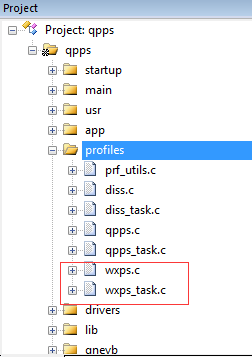 Project
Project: qpps
qpps
startup
main
usr
app
profiles
prf_utils.c
diss.c
diss_task.c
qpps.c
qpps_task.c
wxps.c
wxps_task.c
drivers
lib
qnevb